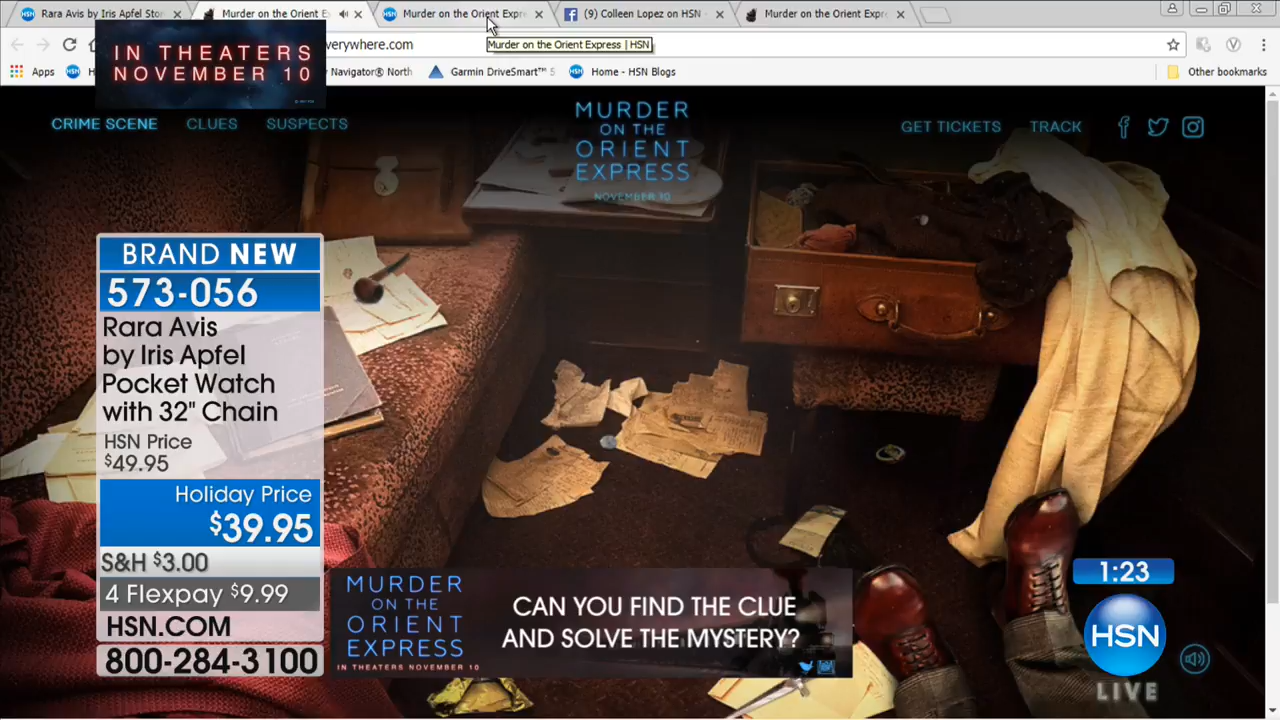 Rara Avis by Iris Apfel Stor
Murder on the Orient E
Murder on the Orient Expre
(9) Colleen Lopez on HSN -
Murder on the Orient Expr
verywhere.com
Murder on the Orient Express | HSN
Apps
Navigator® North
Garmin DriveSmart™ 5
Home - HSN Blogs
Other bookmarks
IN THEATERS
NOVEMBER 10
CRIME SCENE
CLUES
SUSPECTS
MURDER
ON THE
ORIENT
EXPRESS
NOVEMBER 10
GET TICKETS
TRACK
BRAND NEW
573-056
Rara Avis
by Iris Apfel
Pocket Watch
with 32" Chain
HSN Price
$49.95
Holiday Price
$39.95
S&H $3.00
4 Flexpay $9.99
HSN.COM
800-284-3100
MURDER
ON THE
ORIENT
EXPRESS
IN THEATERS NOVEMBER 10
CAN YOU FIND THE CLUE
AND SOLVE THE MYSTERY?
1:23
HSN
LIVE